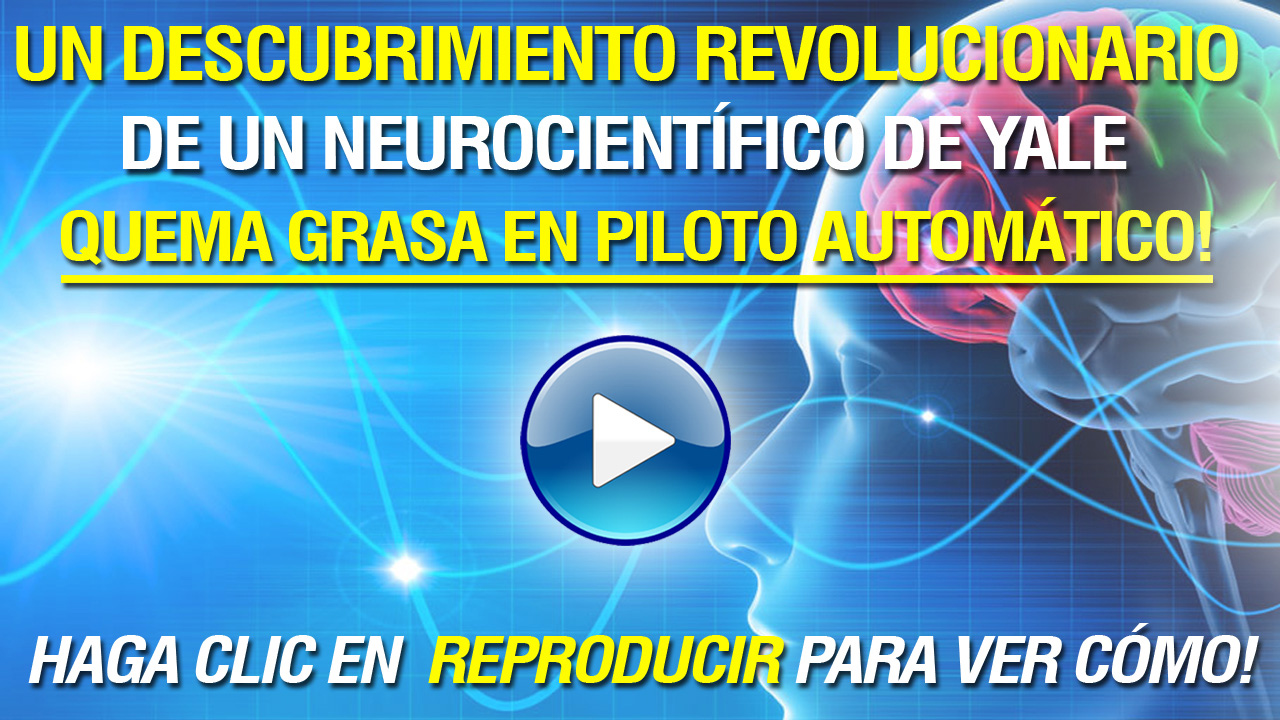 UN DESCUBRIMIENTO REVOLUCIONARIO
DE UN NEUROCIENTÍFICO DE YALE
QUEMA GRASA EN PILOTO AUTOMÁTICO!
HAGA CLIC EN REPRODUCIR PARA VER CÓMO!